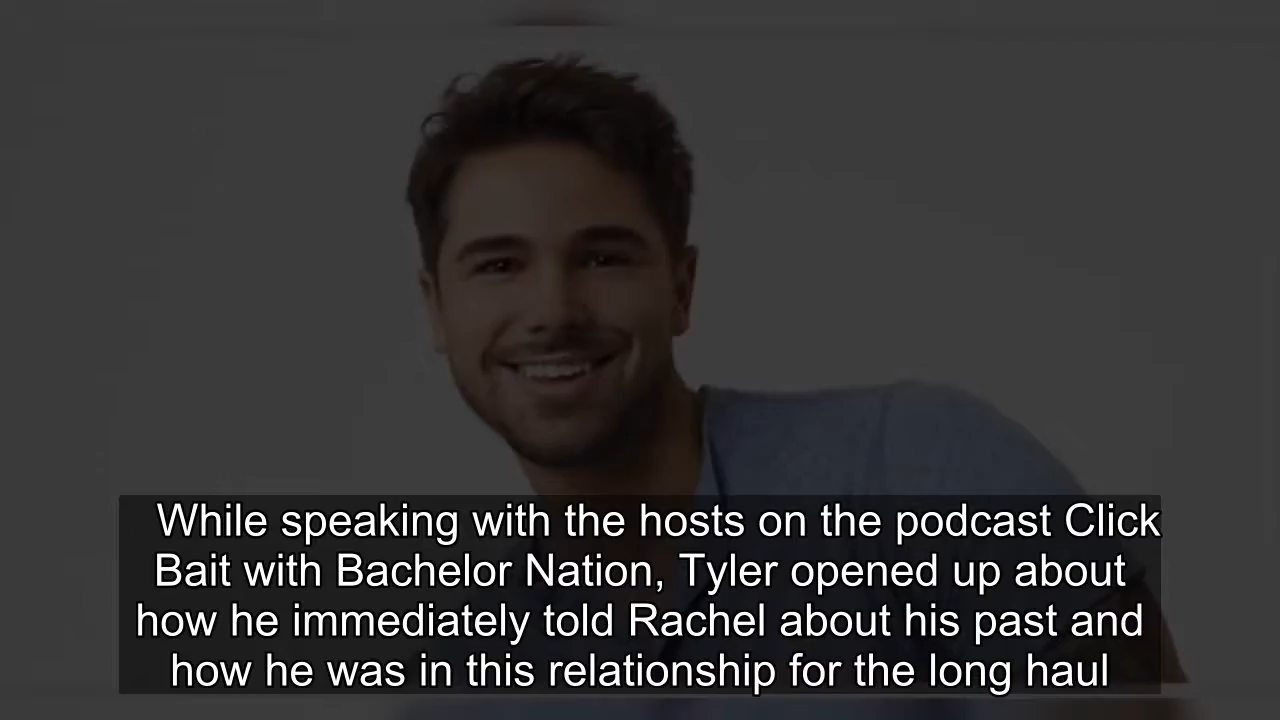 While speaking with the hosts on the podcast Click
Bait with Bachelor Nation, Tyler opened up about
how he immediately told Rachel about his past and
how he was in this relationship for the long haul